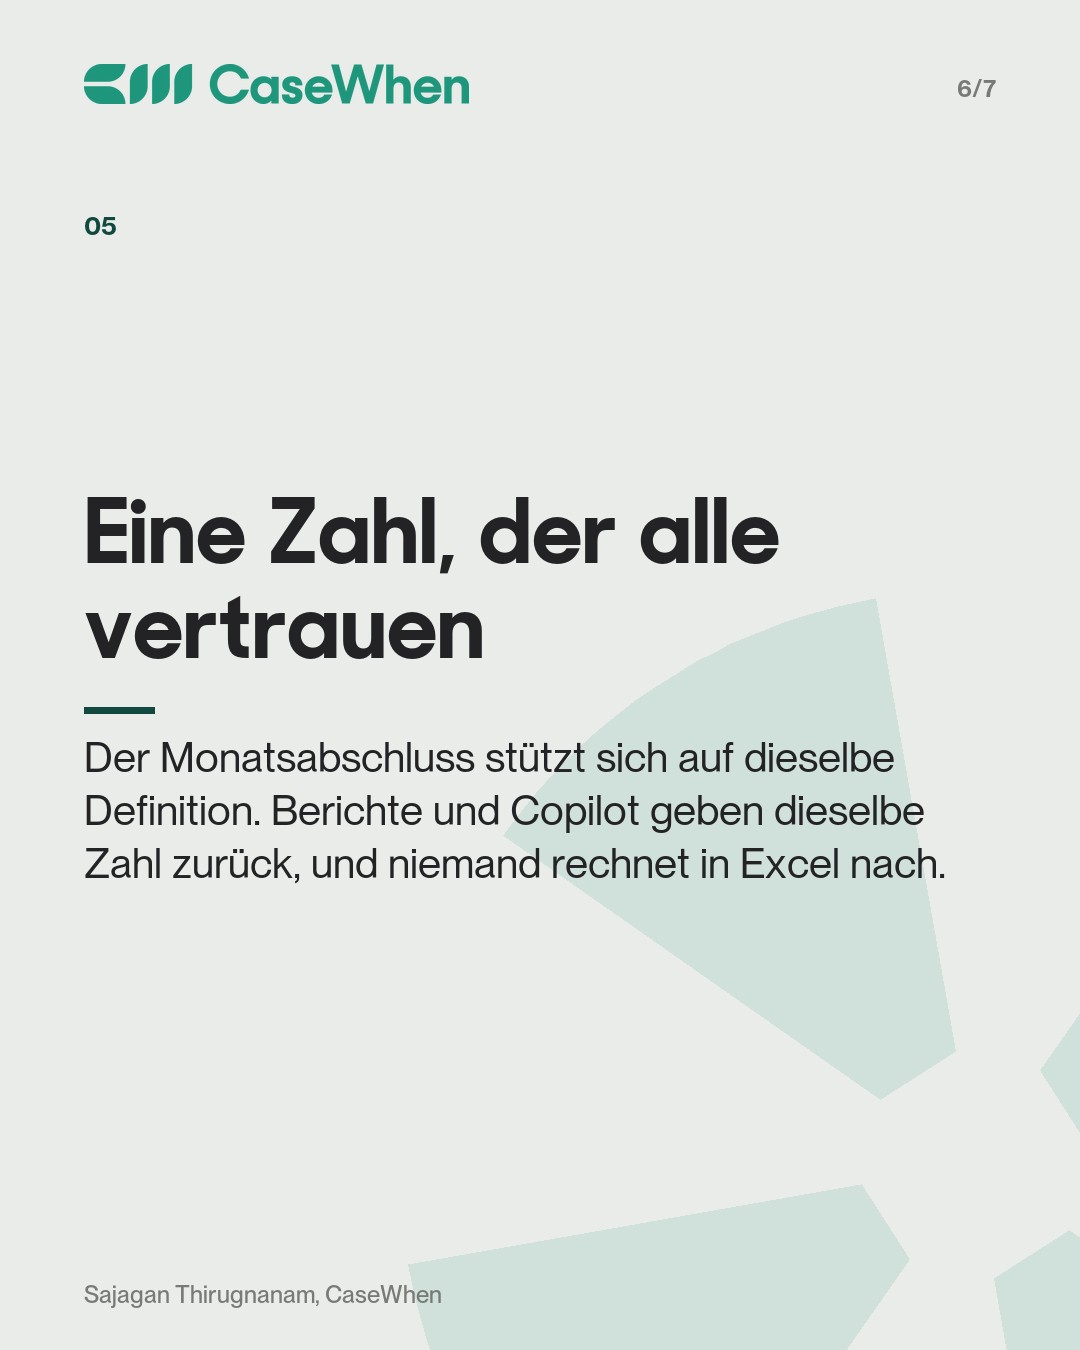 CaseWhen
6/7
05
Eine Zahl, der alle
vertrauen
Der Monatsabschluss stützt sich auf dieselbe
Definition. Berichte und Copilot geben dieselbe
Zahl zurück, und niemand rechnet in Excel nach.
Sajagan Thirugnanam, CaseWhen